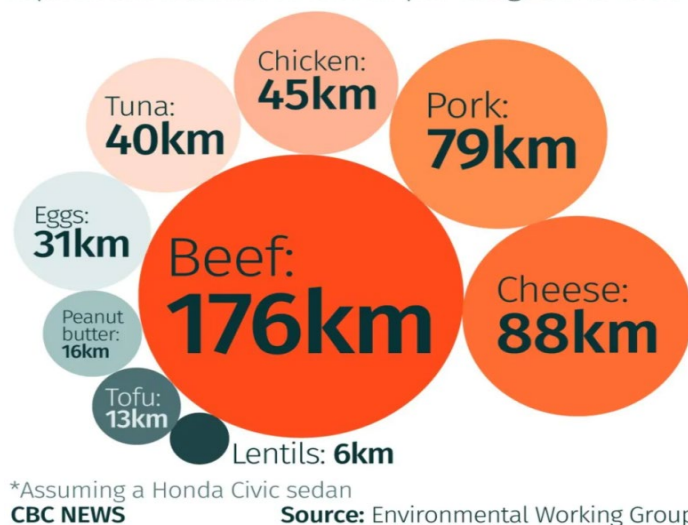 Chicken:
45km
Tuna:
40km
Pork:
79km
Eggs:
31km
Beef:
176km
Cheese:
88km
Peanut
butter:
16km
Tofu:
13km
Lentils: 6km
*Assuming a Honda Civic sedan
CBC NEWS
Source: Environmental Working Group